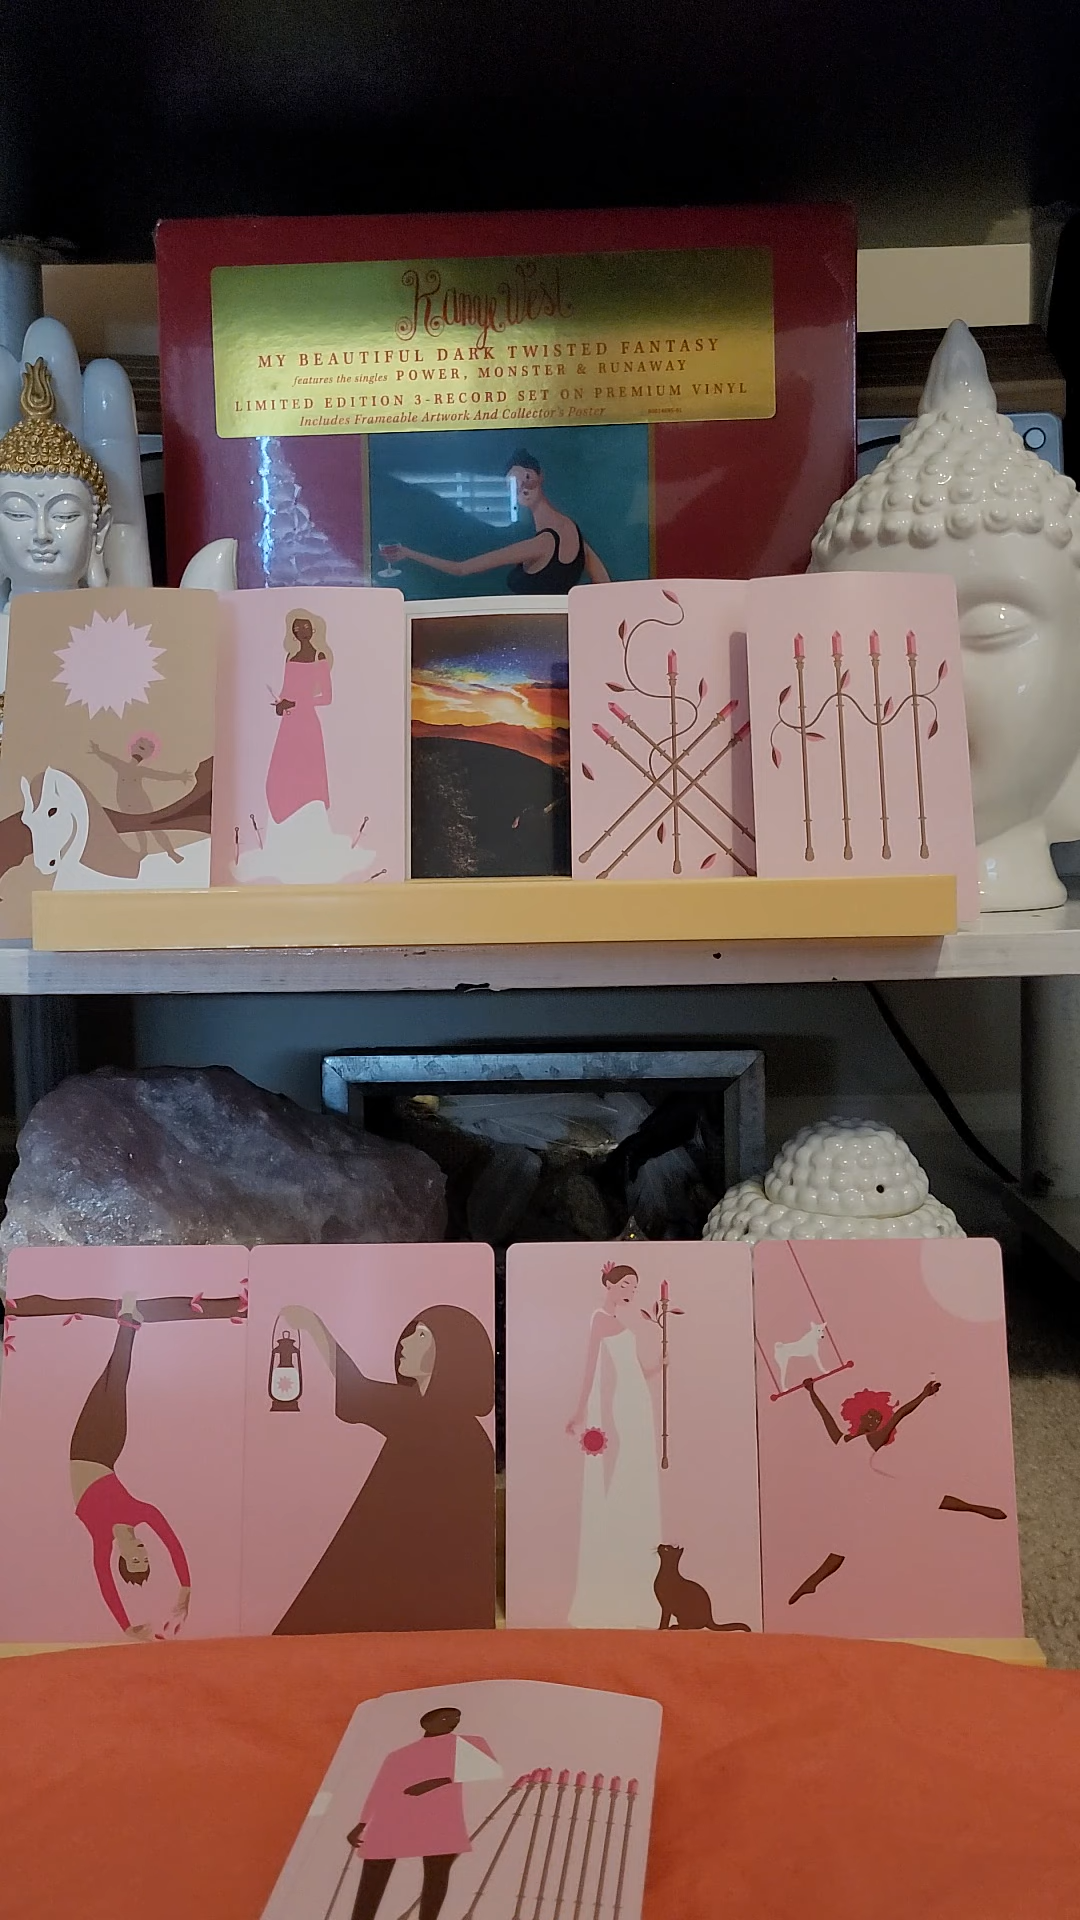 Kanye West
MY BEAUTIFUL DARK TWISTED FANTASY
features the singles POWER, MONSTER & RUNAWAY
LIMITED EDITION 3-RECORD SET ON PREMIUM VINYL
Includes Frameable Artwork And Collector's Poster